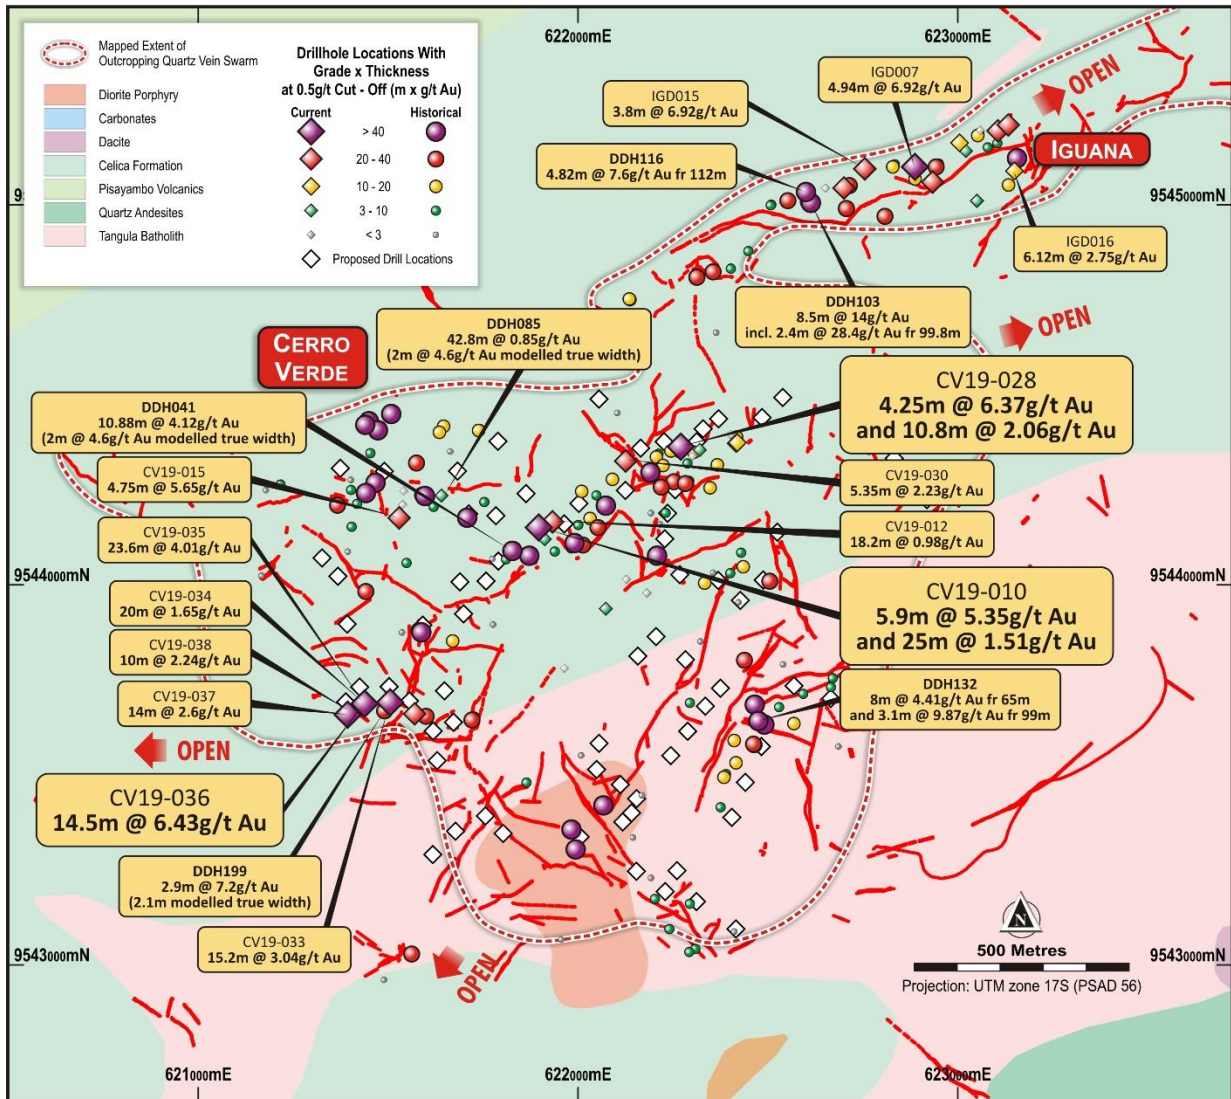 622000mE
623000mE
Mapped Extent of
Outcropping Quartz Vein Swarm
Diorite Porphyry
Carbonates
Dacite
Celica Formation
Pisayambo Volcanics
Quartz Andesites
Tangula Batholith
Drillhole Locations With
Grade x Thickness
at 0.5g/t Cut - Off (m x g/t Au)
Current
Historical
> 40
20 - 40
10 - 20
3 - 10
< 3
Proposed Drill Locations
IGD007
4.94m @ 6.92g/t Au
IGD015
3.8m @ 6.92g/t Au
DDH116
4.82m @ 7.6g/t Au fr 112m
OPEN
IGUANA
9545000mN
IGD016
6.12m @ 2.75g/t Au
DDH103
8.5m @ 14g/t Au
incl. 2.4m @ 28.4g/t Au fr 99.8m
OPEN
DDH085
42.8m @ 0.85g/t Au
(2m @ 4.6g/t Au modelled true width)
CERRO
VERDE
DDH041
10.88m @ 4.12g/t Au
(2m @ 4.6g/t Au modelled true width)
CV19-028
4.25m @ 6.37g/t Au
and 10.8m @ 2.06g/t Au
CV19-015
4.75m @ 5.65g/t Au
CV19-030
5.35m @ 2.23g/t Au
CV19-035
23.6m @ 4.01g/t Au
CV19-012
18.2m @ 0.98g/t Au
9544000mN
9544000mN
CV19-034
20m @ 1.65g/t Au
CV19-010
5.9m @ 5.35g/t Au
and 25m @ 1.51g/t Au
CV19-038
10m @ 2.24g/t Au
CV19-037
14m @ 2.6g/t Au
DDH132
8m @ 4.41g/t Au fr 65m
and 3.1m @ 9.87g/t Au fr 99m
OPEN
CV19-036
14.5m @ 6.43g/t Au
DDH199
2.9m @ 7.2g/t Au
(2.1m modelled true width)
CV19-033
15.2m @ 3.04g/t Au
OPEN
N
500 Metres
9543000mN
9543000mN
Projection: UTM zone 17S (PSAD 56)
621000mE
622000mE
623000mE